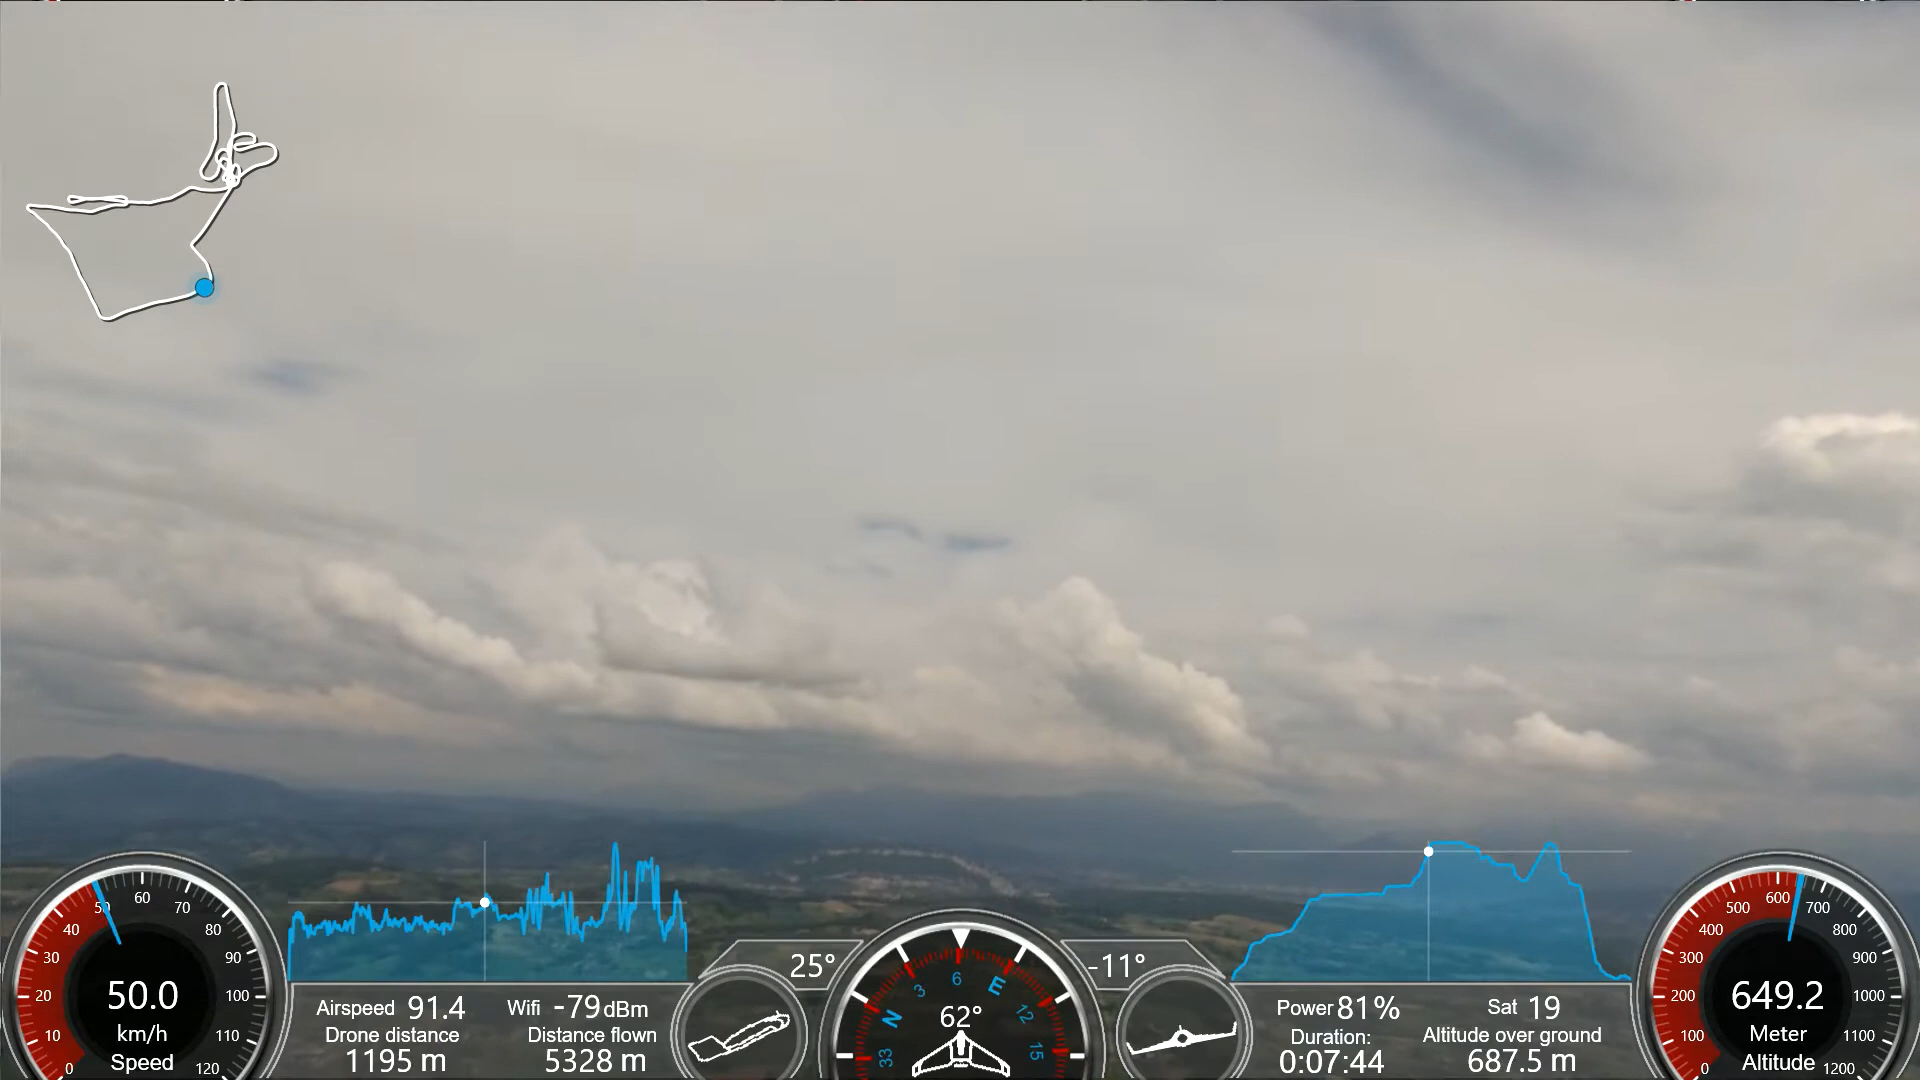 50.0
km/h
Speed
0 10 20 30 40 50 60 70 80 90 100 110 120
Airspeed 91.4 Wifi -79dBm
Drone distance Distance flown
1195 m 5328 m
25°
62°
33 N 3 6 E 12 15
-11°
Power 81% Sat 19
Duration: Altitude over ground
0:07:44 687.5 m
649.2
Meter
Altitude
0 100 200 300 400 500 600 700 800 900 1000 1100 1200